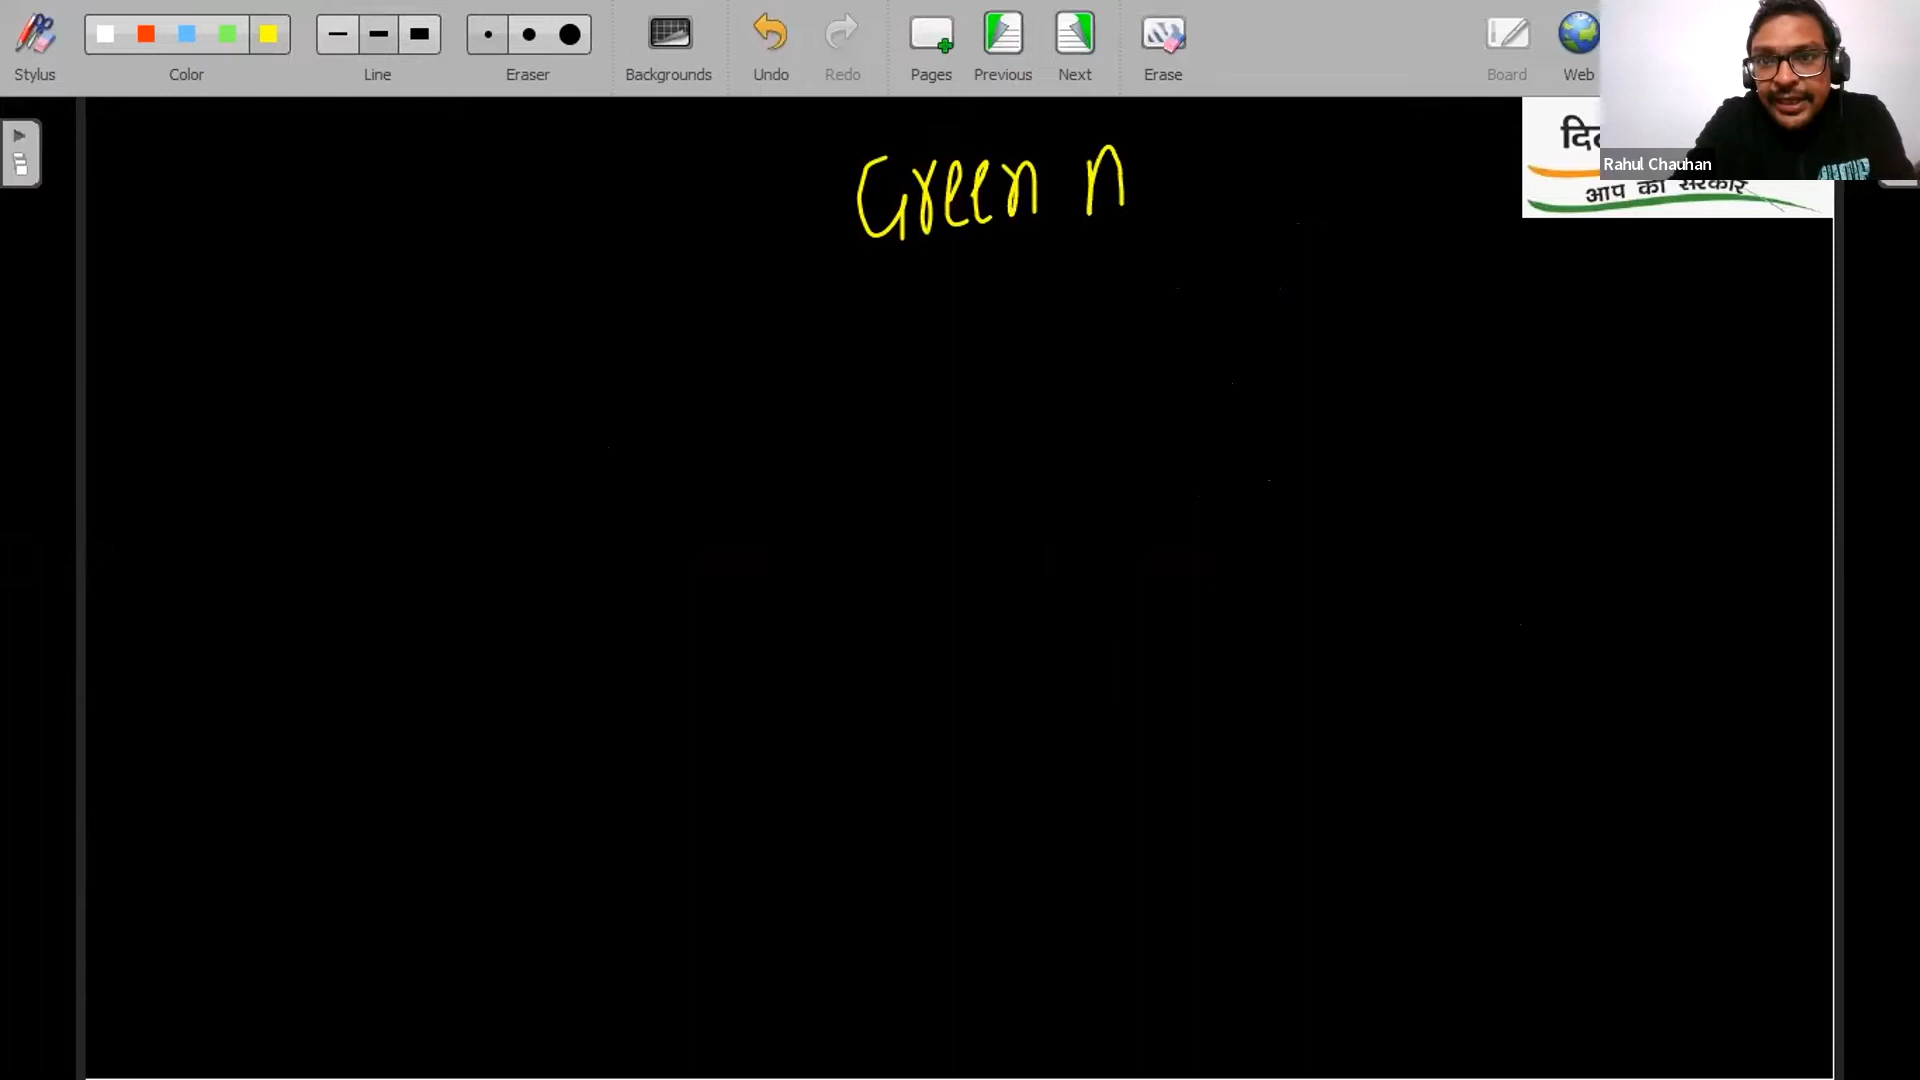 Stylus
Color
Line
Eraser
Backgrounds
Undo
Redo
Pages
Previous
Next
Erase
Board
Web
Rahul Chauhan
आप की सरकार
Green n